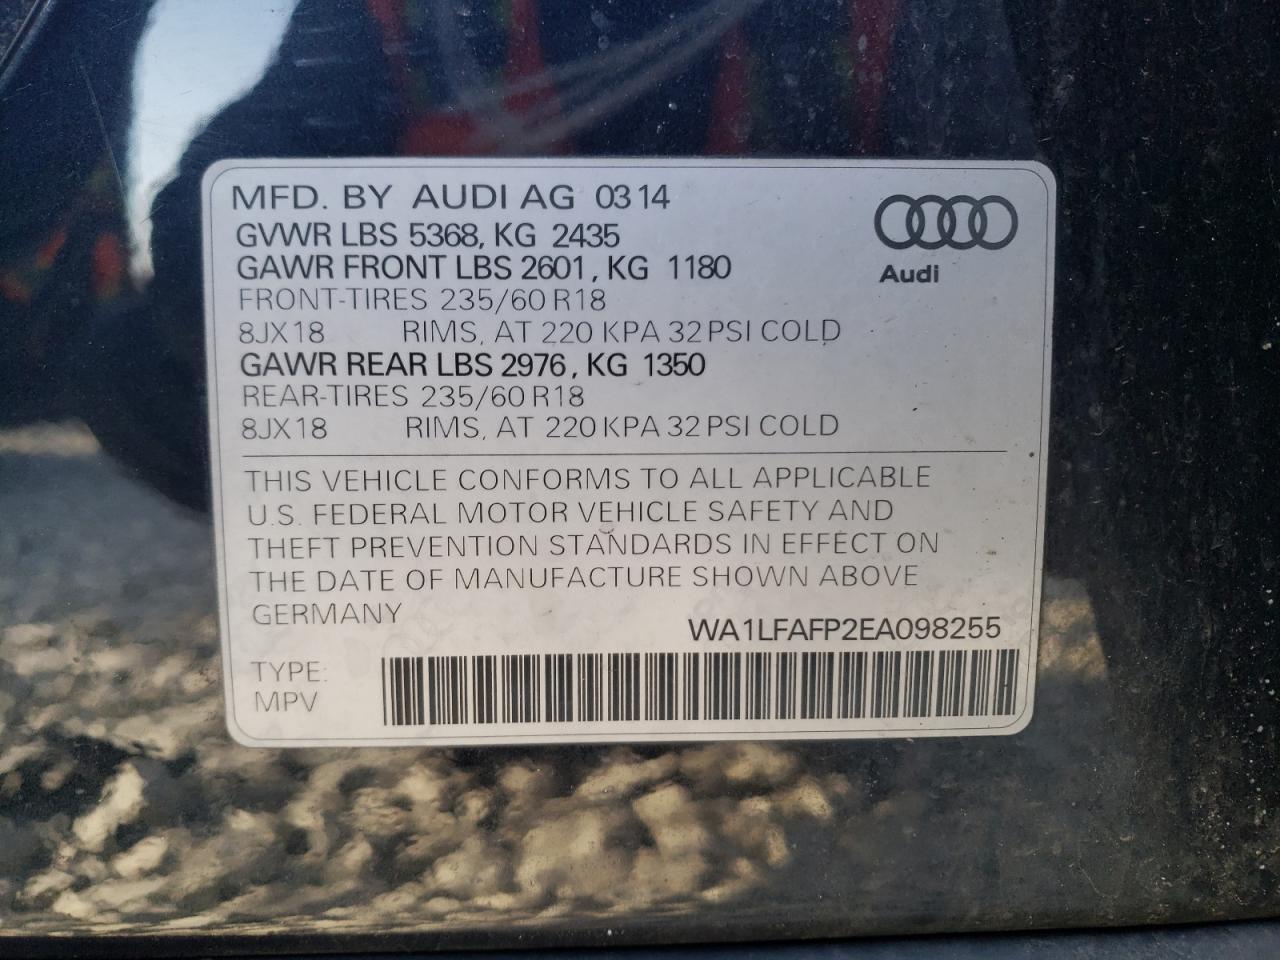 MFD. BY AUDI AG 03 14
GVWR LBS 5368, KG 2435
GAWR FRONT LBS 2601, KG 1180
FRONT-TIRES 235/60 R18
8JX18 RIMS, AT 220 KPA 32 PSI COLD
GAWR REAR LBS 2976, KG 1350
REAR-TIRES 235/60 R18
8JX18 RIMS, AT 220 KPA 32 PSI COLD
Audi
THIS VEHICLE CONFORMS TO ALL APPLICABLE
U.S. FEDERAL MOTOR VEHICLE SAFETY AND
THEFT PREVENTION STANDARDS IN EFFECT ON
THE DATE OF MANUFACTURE SHOWN ABOVE
GERMANY
WA1LFAFP2EA098255
TYPE:
MPV